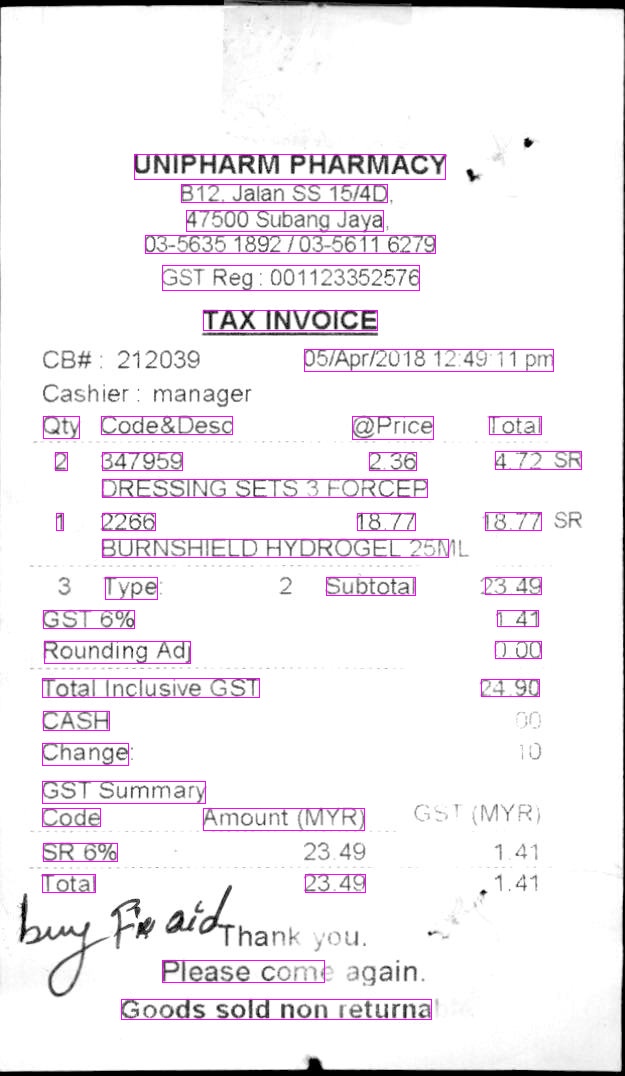 UNIPHARM PHARMACY
B12, Jalan SS 15/4D,
47500 Subang Jaya,
03-5635 1892 / 03-5611 6279
GST Reg : 001123352576
TAX INVOICE
CB# : 212039 05/Apr/2018 12:49:11 pm
Cashier : manager
Qty Code&Desc @Price Total
2 347959 2.36 4.72 SR
DRESSING SETS 3 FORCEP
1 2266 18.77 18.77 SR
BURNSHIELD HYDROGEL 25ML
3 Type: 2 Subtotal 23.49
GST 6% 1.41
Rounding Adj 0.00
Total Inclusive GST 24.90
CASH 00
Change: 10
GST Summary
Code Amount (MYR) GST (MYR)
SR 6% 23.49 1.41
Total 23.49 1.41
buy aid
Thank you.
Please come again.
Goods sold non returna